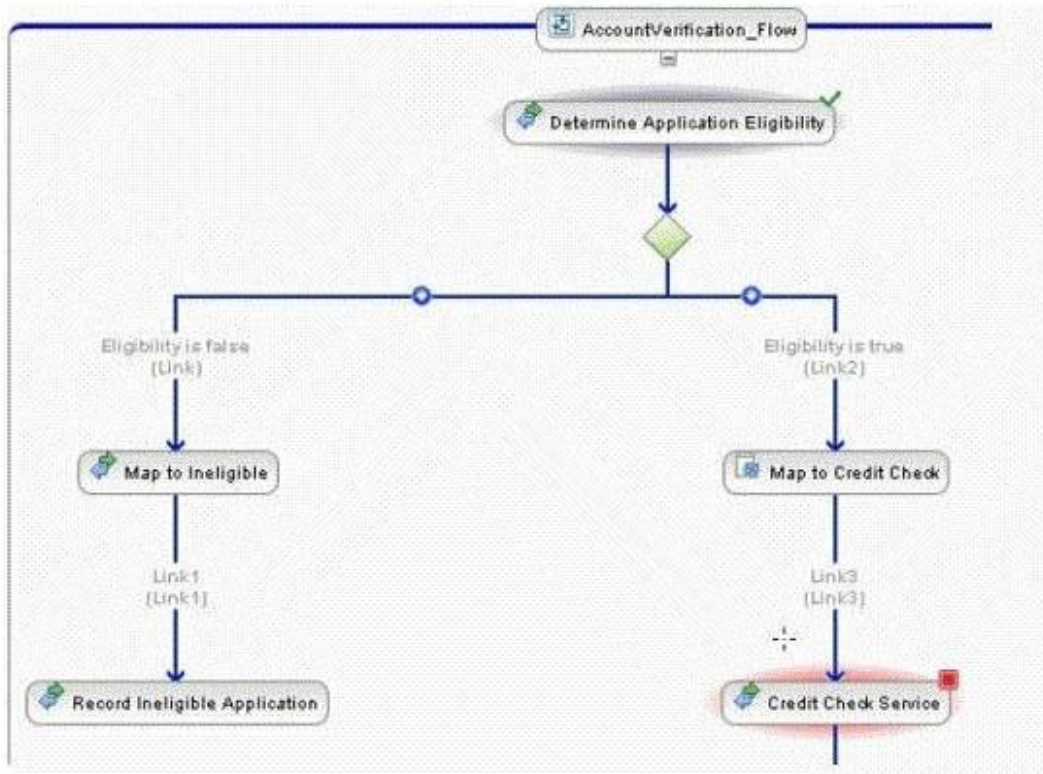 AccountVerification_Flow
Determine Application Eligibility
Eligibility is false
(Link)
Eligibility is true
(Link2)
Map to Ineligible
Map to Credit Check
Link1
(Link1)
Link3
(Link3)
Record Ineligible Application
Credit Check Service